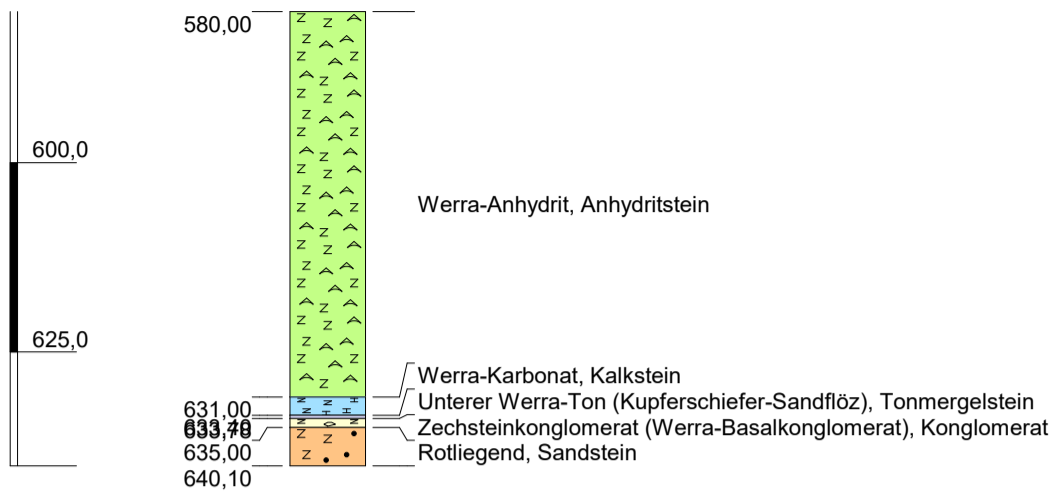 580,00
600,0
Werra-Anhydrit, Anhydritstein
625,0
Werra-Karbonat, Kalkstein
631,00
Unterer Werra-Ton (Kupferschiefer-Sandflöz), Tonmergelstein
Zechsteinkonglomerat (Werra-Basalkonglomerat), Konglomerat
635,00
Rotliegend, Sandstein
640,10